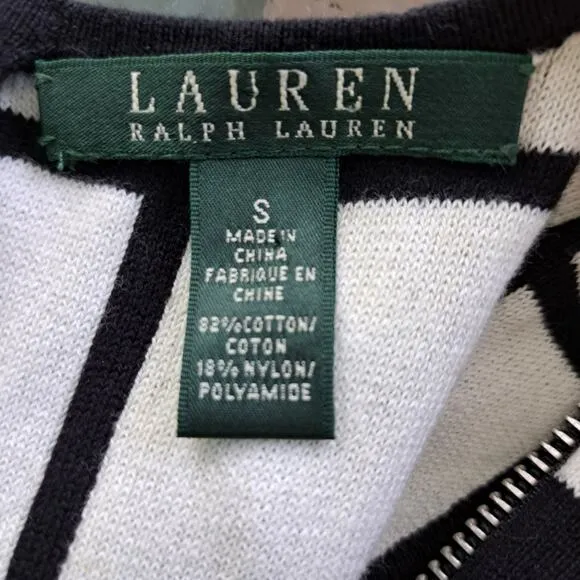 LAUREN
RALPH LAUREN
S
MADE IN
CHINA
FABRIQUE EN
CHINE
82%COTTON/
COTON
18%NYLON/
POLYAMIDE